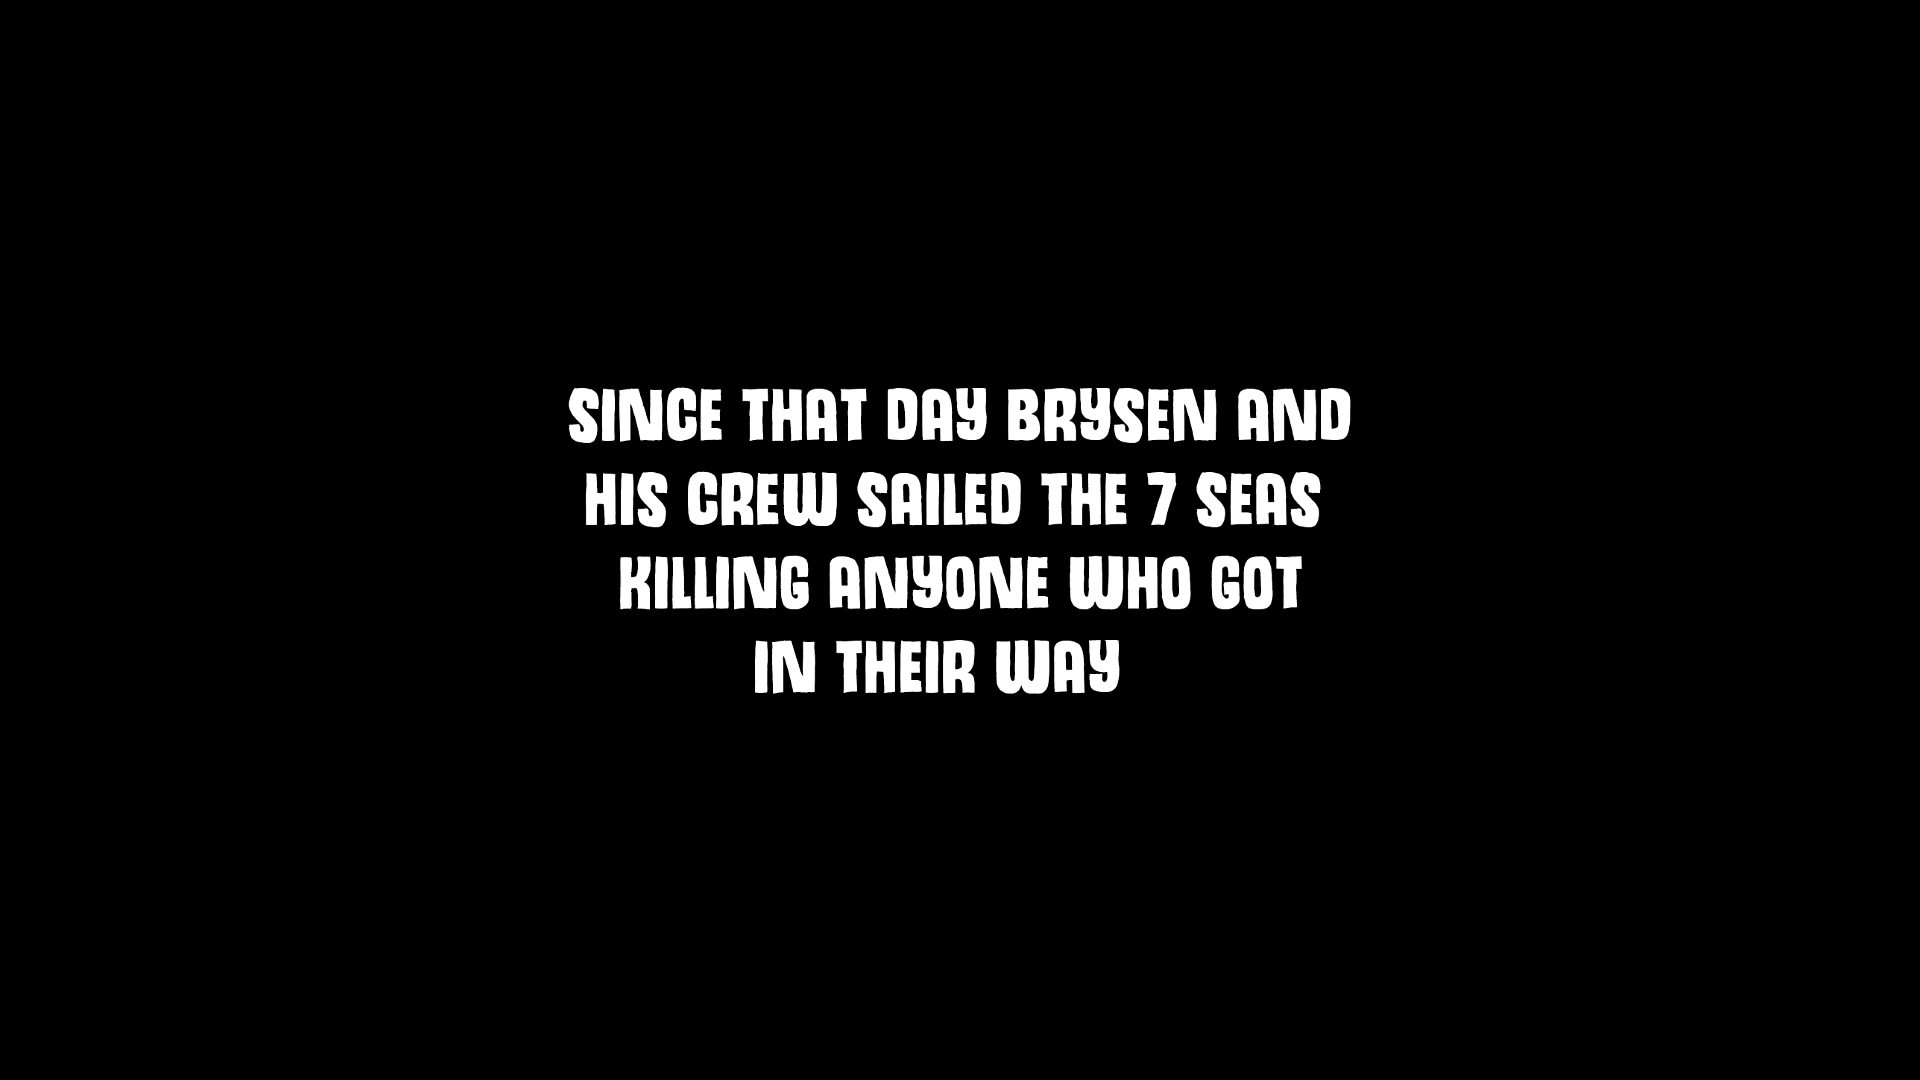 SINCE THAT DAY BRYSEN AND
HIS CREW SAILED THE 7 SEAS
KILLING ANYONE WHO GOT
IN THEIR WAY